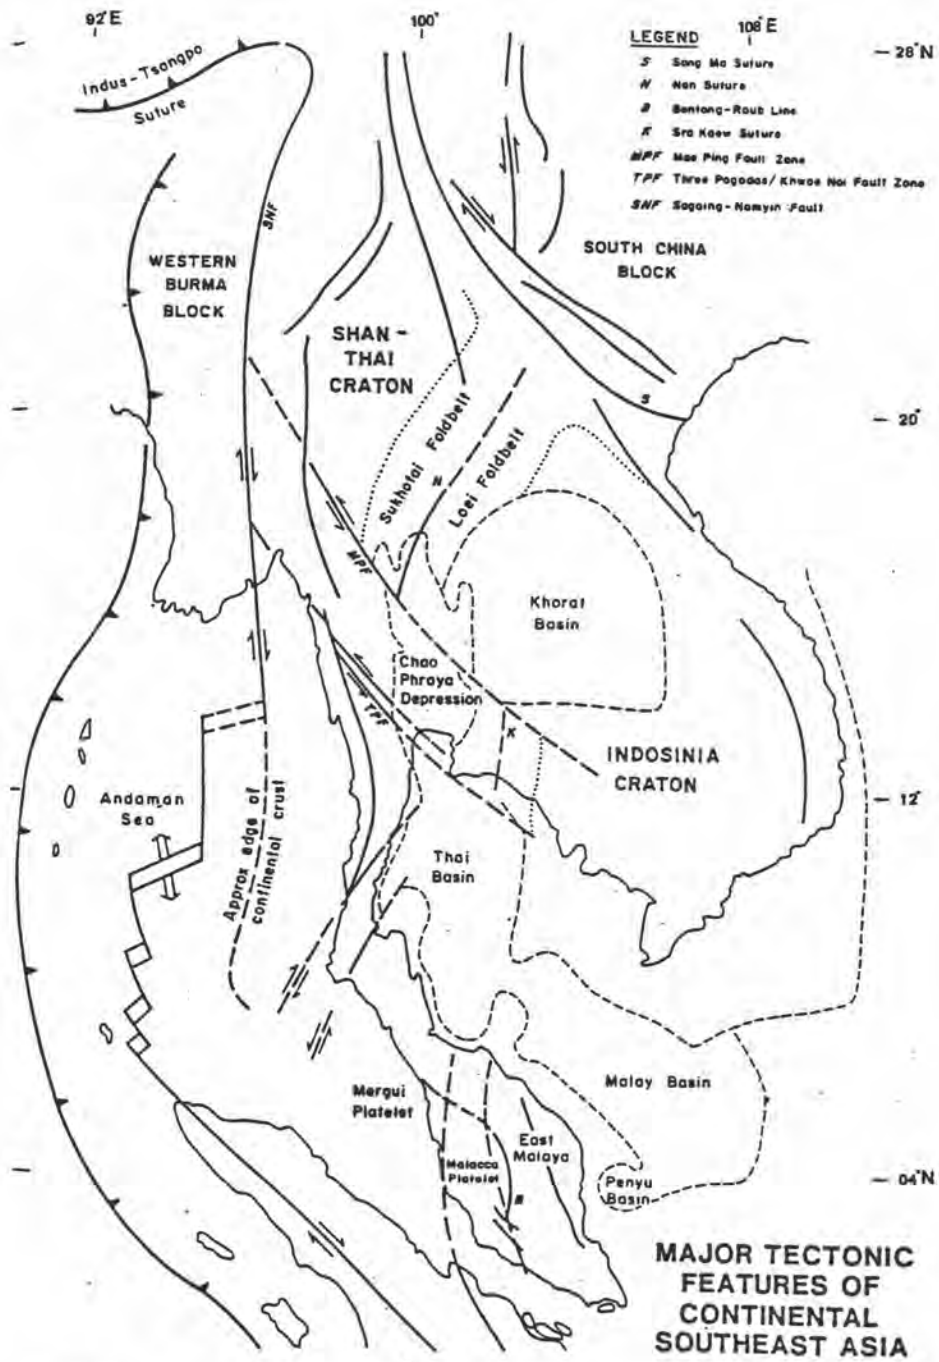 92°E
100°
108°E
LEGEND
28°N
S Song Ma Suture
N Nan Suture
B Bentong-Raub Line
K Sra Kaew Suture
MPF Mae Ping Fault Zone
TPF Three Pagodas/Khwae Noi Fault Zone
SNF Sagaing-Namyin Fault
Indus-Tsangpo
Suture
SNF
WESTERN
BURMA
BLOCK
SOUTH CHINA
BLOCK
SHAN-
THAI
CRATON
S
20°
Sukhotai Foldbelt
N
Loei Foldbelt
MPF
Khorat
Basin
Chao
Phraya
Depression
TPF
K
INDOSINIA
CRATON
12°
Andaman
Sea
Approx edge of
continental crust
Thai
Basin
Mergui
Platelet
Malay Basin
East
Malaya
Malacca
Platelet
B
Penyu
Basin
04°N
MAJOR TECTONIC
FEATURES OF
CONTINENTAL
SOUTHEAST ASIA